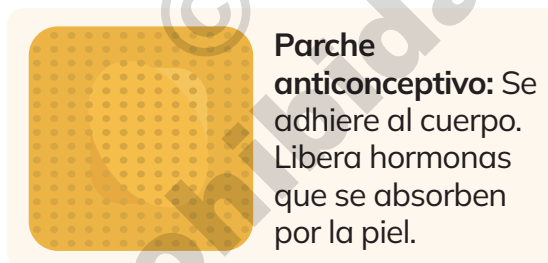 Parche
anticonceptivo: Se
adhiere al cuerpo.
Libera hormonas
que se absorben
por la piel.